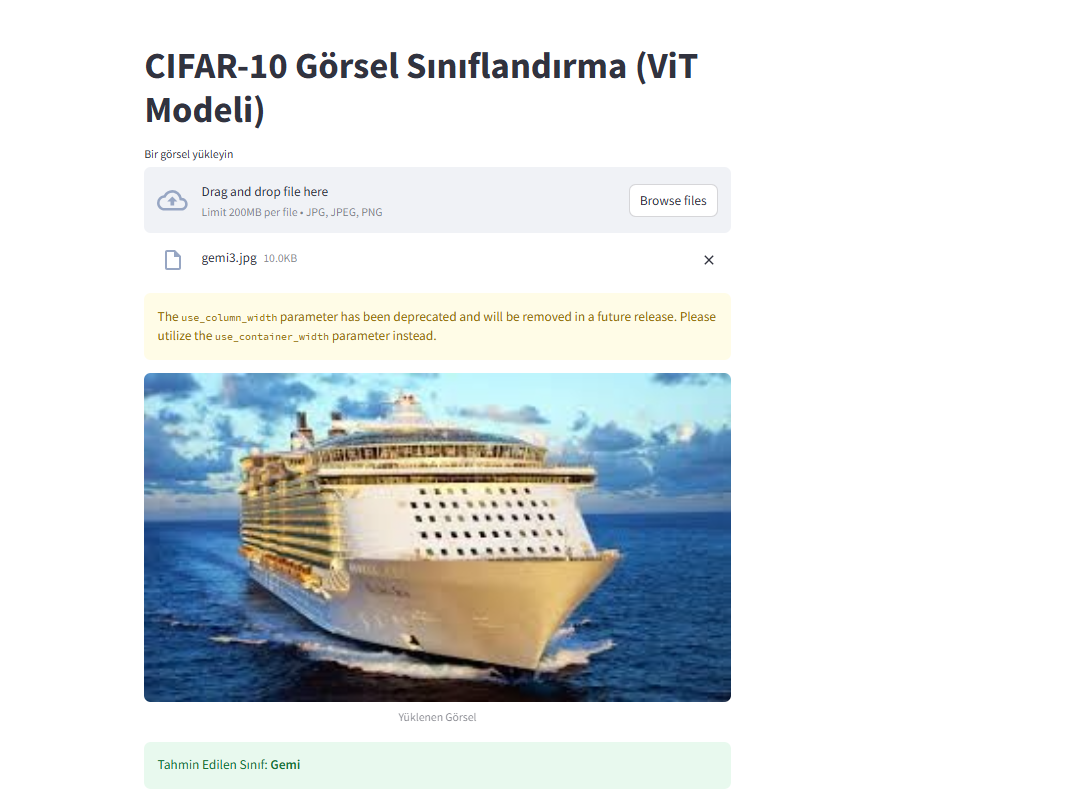 CIFAR-10 Görsel Sınıflandırma (ViT
Modeli)
Bir görsel yükleyin
Drag and drop file here
Limit 200MB per file • JPG, JPEG, PNG
Browse files
gemi3.jpg 10.0KB
The use_column_width parameter has been deprecated and will be removed in a future release. Please
utilize the use_container_width parameter instead.
Yüklenen Görsel
Tahmin Edilen Sınıf: Gemi